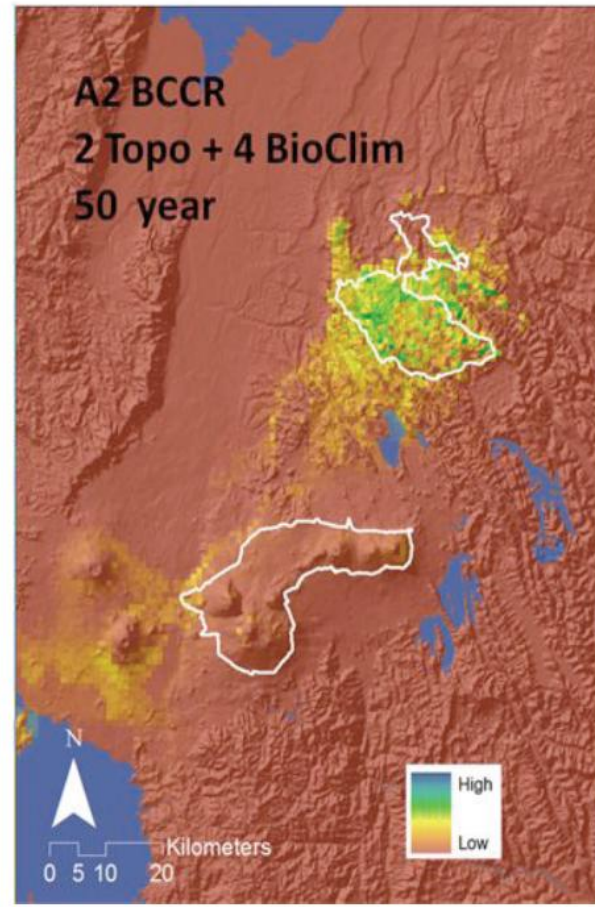 A2 BCCR
2 Topo + 4 BioClim
50 year
N
Kilometers
0 5 10 20
High
Low